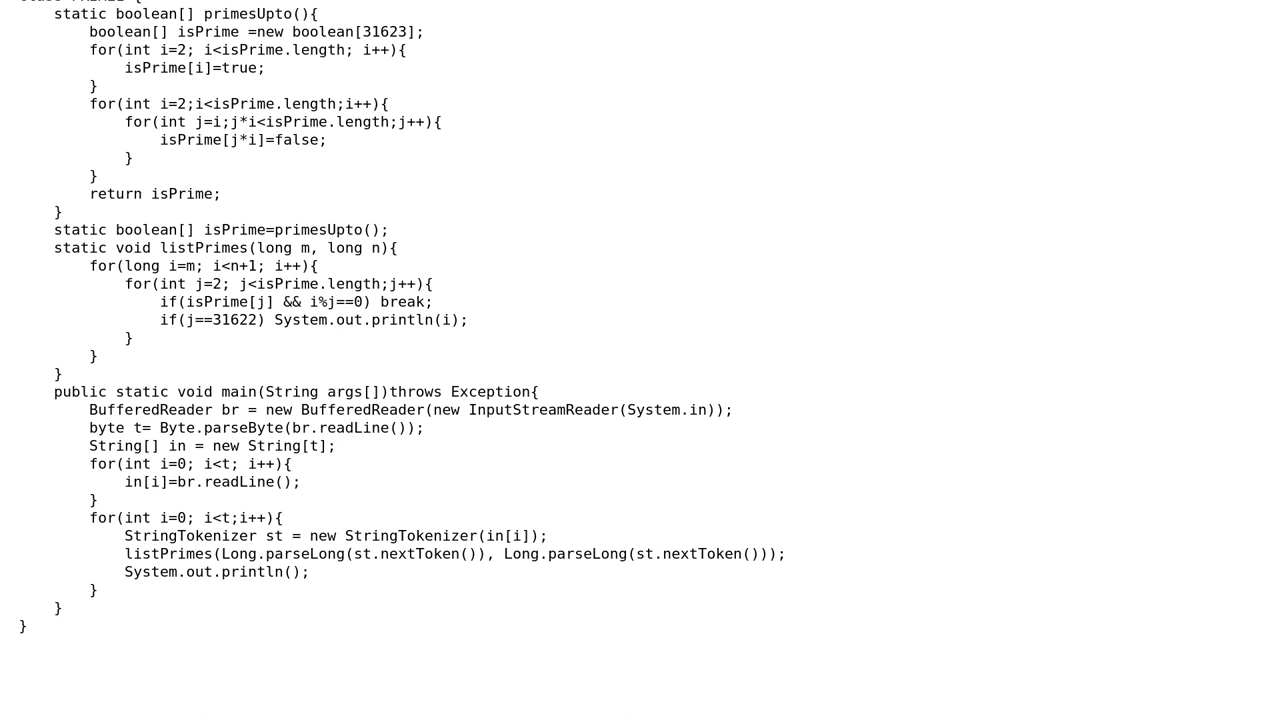 static boolean[] primesUpto(){
        boolean[] isPrime =new boolean[31623];
        for(int i=2; i<isPrime.length; i++){
            isPrime[i]=true;
        }
        for(int i=2;i<isPrime.length;i++){
            for(int j=i;j*i<isPrime.length;j++){
                isPrime[j*i]=false;
            }
        }
        return isPrime;
    }
    static boolean[] isPrime=primesUpto();
    static void listPrimes(long m, long n){
        for(long i=m; i<n+1; i++){
            for(int j=2; j<isPrime.length;j++){
                if(isPrime[j] && i%j==0) break;
                if(j==31622) System.out.println(i);
            }
        }
    }
    public static void main(String args[])throws Exception{
        BufferedReader br = new BufferedReader(new InputStreamReader(System.in));
        byte t= Byte.parseByte(br.readLine());
        String[] in = new String[t];
        for(int i=0; i<t; i++){
            in[i]=br.readLine();
        }
        for(int i=0; i<t;i++){
            StringTokenizer st = new StringTokenizer(in[i]);
            listPrimes(Long.parseLong(st.nextToken()), Long.parseLong(st.nextToken()));
            System.out.println();
        }
    }
}